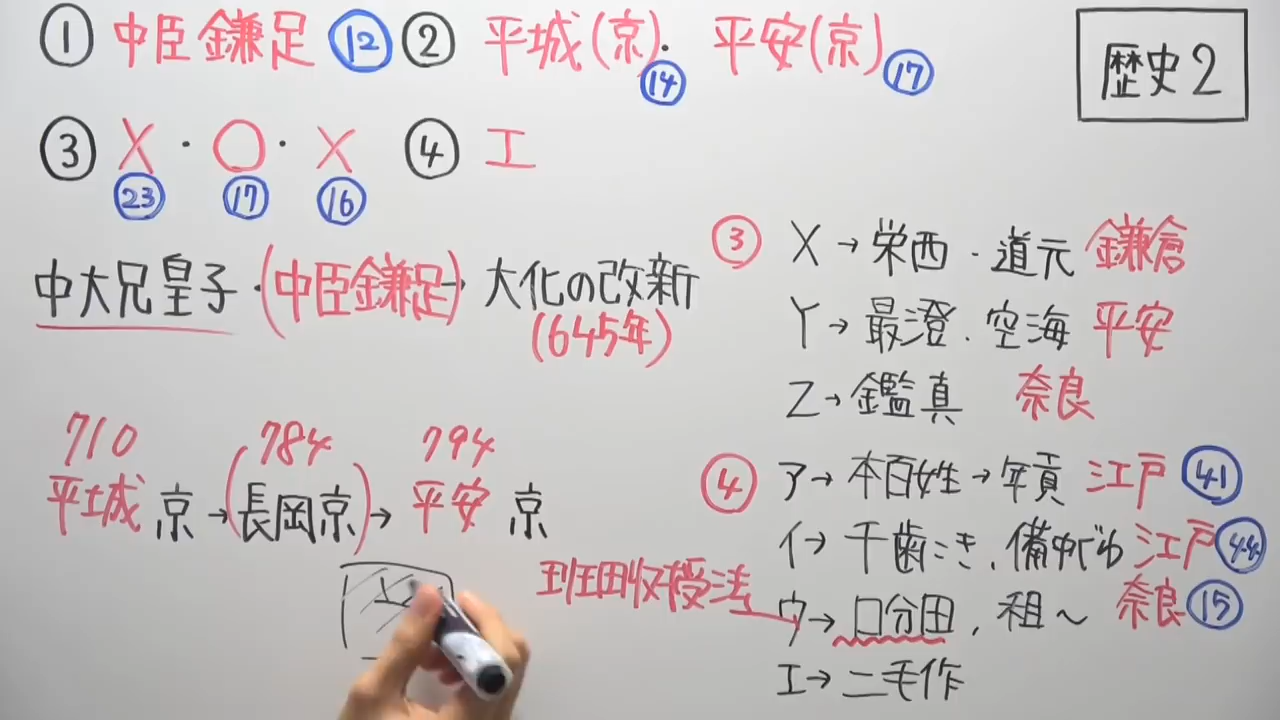 ① 中臣鎌足 ⑫ ② 平城(京)⑭・平安(京)⑰
歴史2
③ X・O・X ④ エ
㉓ ⑰ ⑯
中大兄皇子・(中臣鎌足)→大化の改新
(645年)
710 784 794
平城京→(長岡京)→平安京
③ X→栄西・道元 鎌倉
Y→最澄・空海 平安
Z→鑑真 奈良
④ ア→本百姓→年貢 江戸 ㊶
イ→千歯こき、備中ぐわ 江戸 ㊹
班田収授法
ウ→口分田、租〜 奈良 ⑮
エ→二毛作